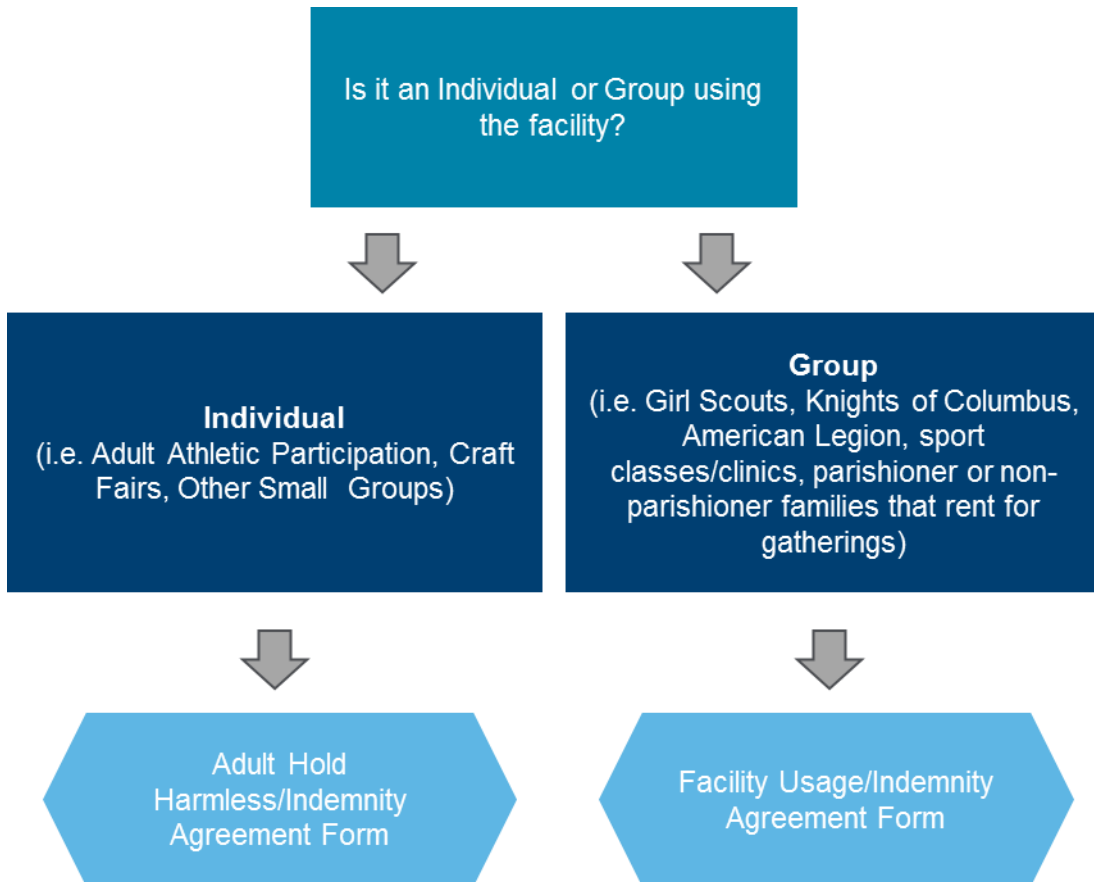 Is it an Individual or Group using
the facility?
Individual
(i.e. Adult Athletic Participation, Craft
Fairs, Other Small Groups)
Group
(i.e. Girl Scouts, Knights of Columbus,
American Legion, sport
classes/clinics, parishioner or non-
parishioner families that rent for
gatherings)
Adult Hold
Harmless/Indemnity
Agreement Form
Facility Usage/Indemnity
Agreement Form